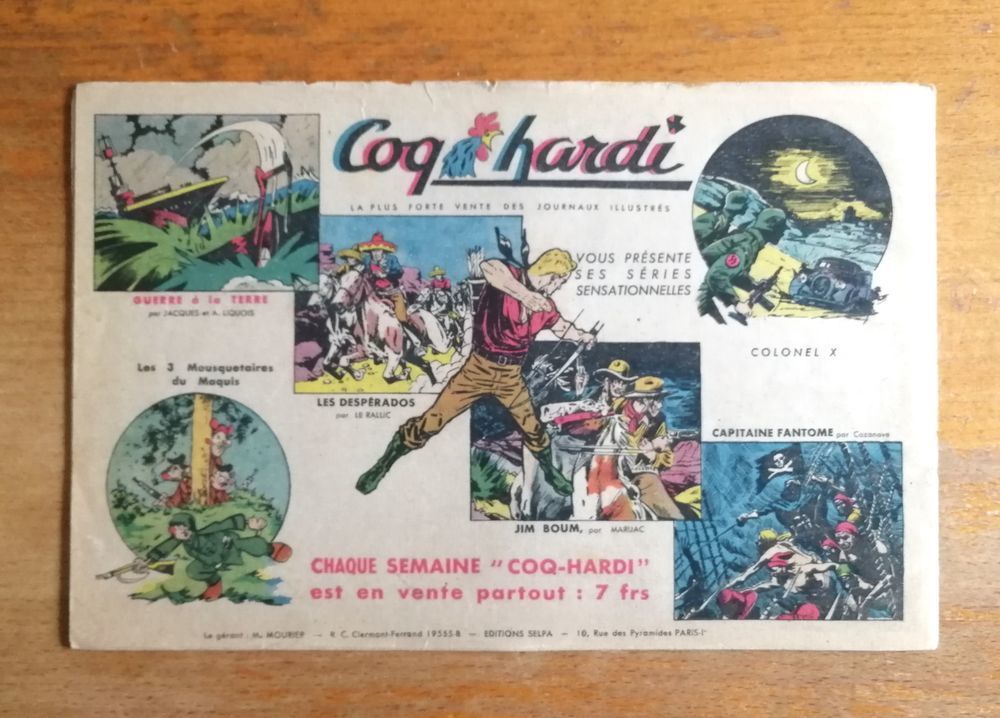 Coq hardi
LA PLUS FORTE VENTE DES JOURNAUX ILLUSTRÉS
VOUS PRÉSENTE
SES SÉRIES
SENSATIONNELLES
GUERRE à la TERRE
par JACQUES et A. LIQUOIS
COLONEL X
Les 3 Mousquetaires
du Maquis
LES DESPÉRADOS
par LE RALLIC
CAPITAINE FANTOME par Cazanave
JIM BOUM, par MARIJAC
CHAQUE SEMAINE "COQ-HARDI"
est en vente partout : 7 frs
Le gérant : M. MOURIER — R. C. Clermont-Ferrand 19555-B — EDITIONS SELPA — 10, Rue des Pyramides PARIS-Ier